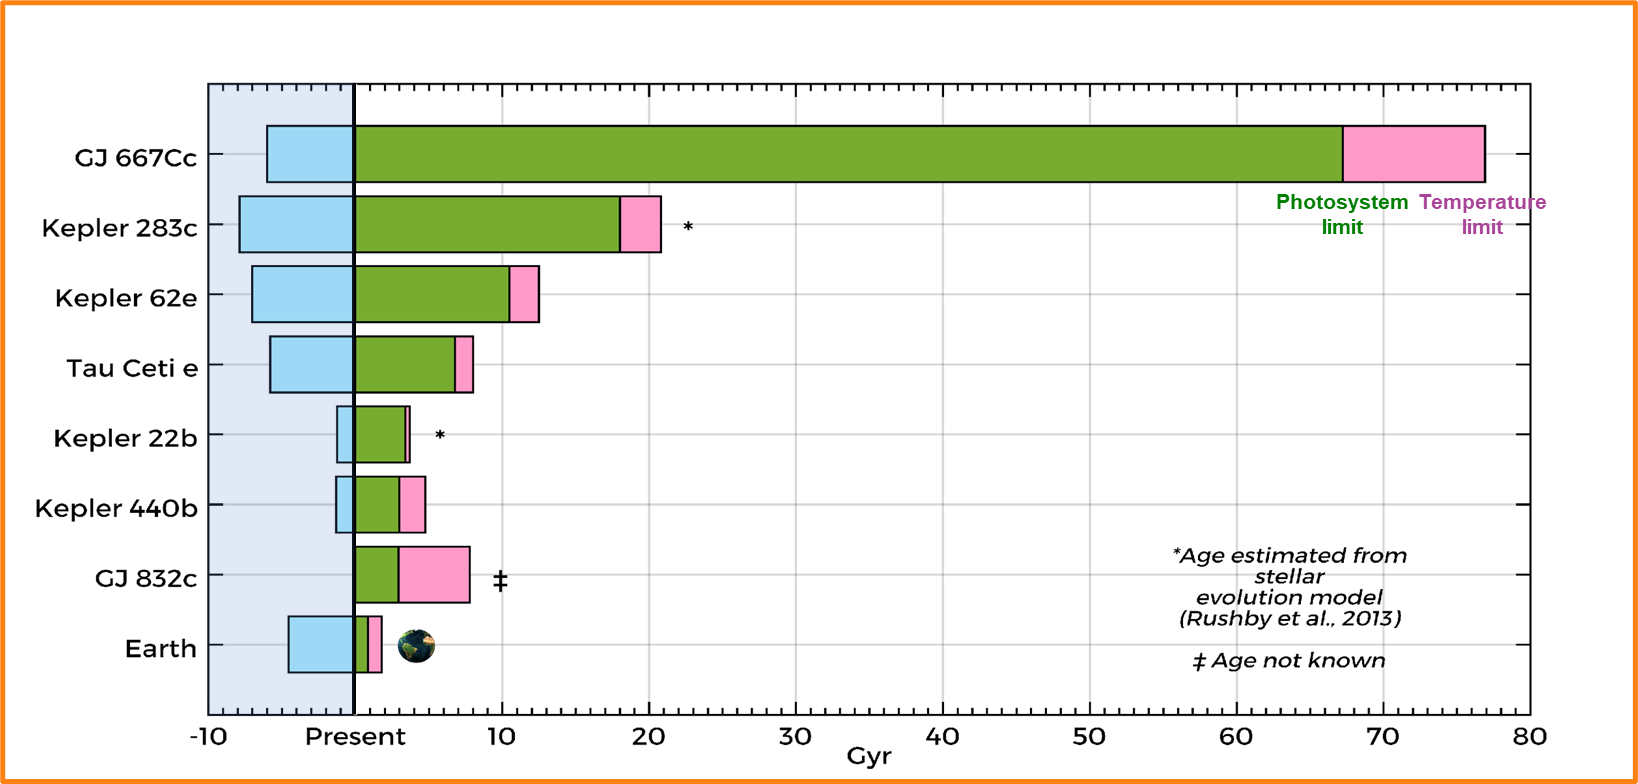 GJ 667Cc
Photosystem Temperature
limit limit
Kepler 283c *
Kepler 62e
Tau Ceti e
Kepler 22b *
Kepler 440b
GJ 832c ‡
Earth
*Age estimated from
stellar
evolution model
(Rushby et al., 2013)
‡ Age not known
-10 Present 10 20 30 40 50 60 70 80
Gyr